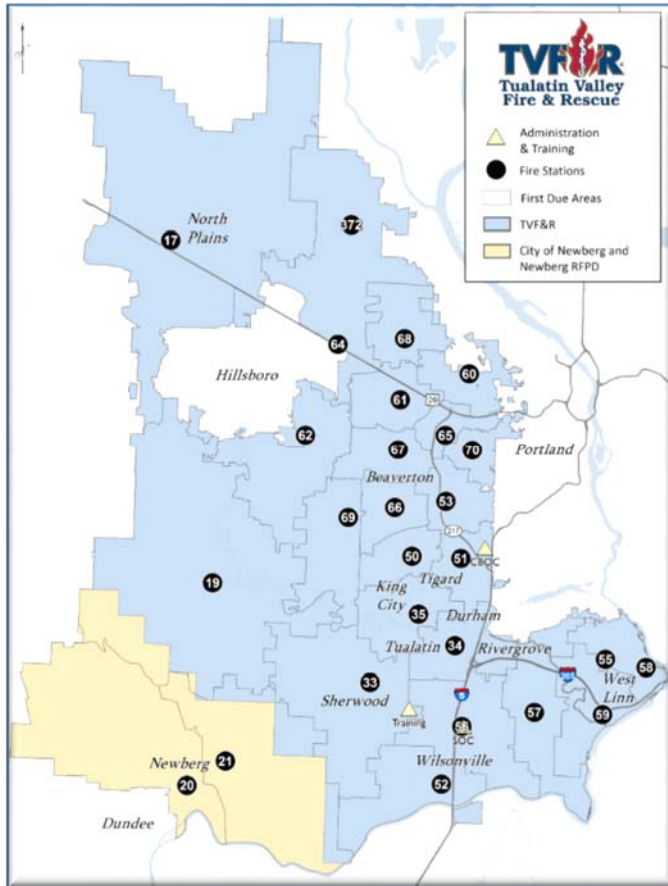 TVF&R
Tualatin Valley
Fire & Rescue
Administration
& Training
Fire Stations
First Due Areas
TVF&R
City of Newberg and
Newberg RFPD
North
Plains
17
372
64
68
Hillsboro
60
61
26
62
65
67
70
Portland
Beaverton
53
66
69
217
50
51
CBOC
19
King
City
Tigard
35
Durham
Tualatin
34
Rivergrove
55
58
West
Linn
33
Sherwood
205
5
Training
57
59
56
SOC
21
Newberg
20
Wilsonville
52
Dundee